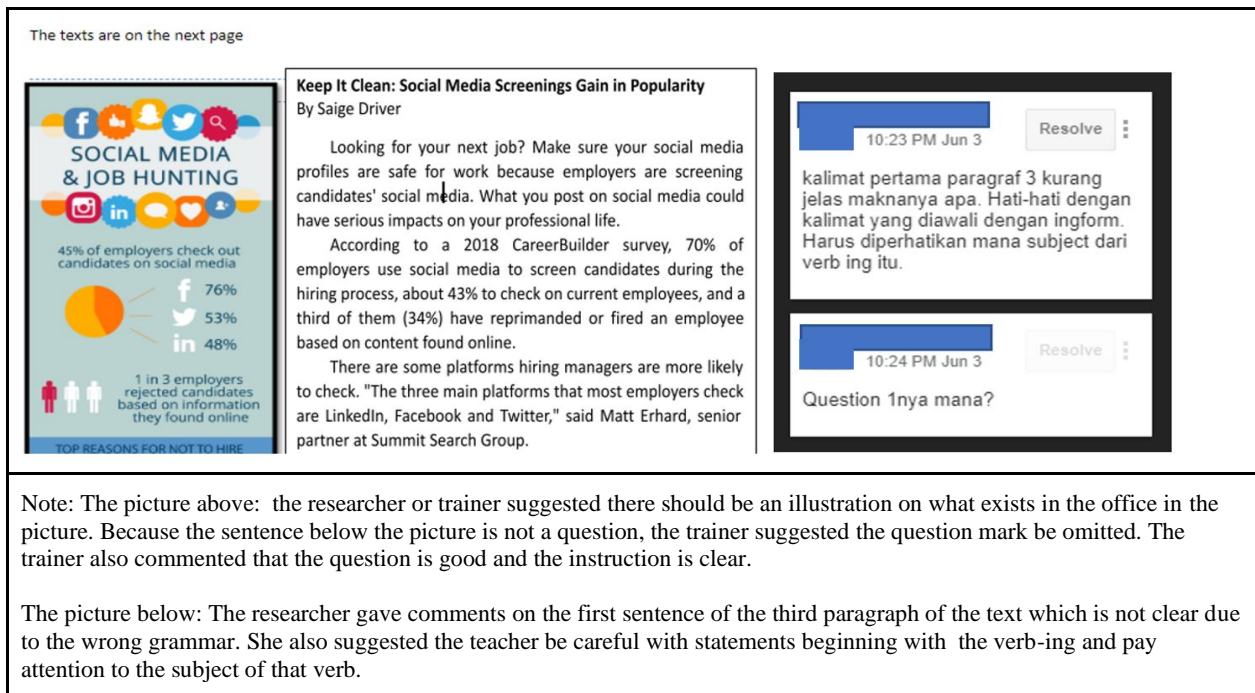 The texts are on the next page
SOCIAL MEDIA
& JOB HUNTING
45% of employers check out
candidates on social media
76%
53%
48%
1 in 3 employers
rejected candidates
based on information
they found online
TOP REASONS FOR NOT TO HIRE
Keep It Clean: Social Media Screenings Gain in Popularity
By Saige Driver
Looking for your next job? Make sure your social media
profiles are safe for work because employers are screening
candidates' social media. What you post on social media could
have serious impacts on your professional life.
According to a 2018 CareerBuilder survey, 70% of
employers use social media to screen candidates during the
hiring process, about 43% to check on current employees, and a
third of them (34%) have reprimanded or fired an employee
based on content found online.
There are some platforms hiring managers are more likely
to check. "The three main platforms that most employers check
are LinkedIn, Facebook and Twitter," said Matt Erhard, senior
partner at Summit Search Group.
10:23 PM Jun 3
Resolve
kalimat pertama paragraf 3 kurang
jelas maknanya apa. Hati-hati dengan
kalimat yang diawali dengan ingform.
Harus diperhatikan mana subject dari
verb ing itu.
10:24 PM Jun 3
Resolve
Question 1nya mana?
Note: The picture above:  the researcher or trainer suggested there should be an illustration on what exists in the office in the
picture. Because the sentence below the picture is not a question, the trainer suggested the question mark be omitted. The
trainer also commented that the question is good and the instruction is clear.
The picture below: The researcher gave comments on the first sentence of the third paragraph of the text which is not clear due
to the wrong grammar. She also suggested the teacher be careful with statements beginning with  the verb-ing and pay
attention to the subject of that verb.